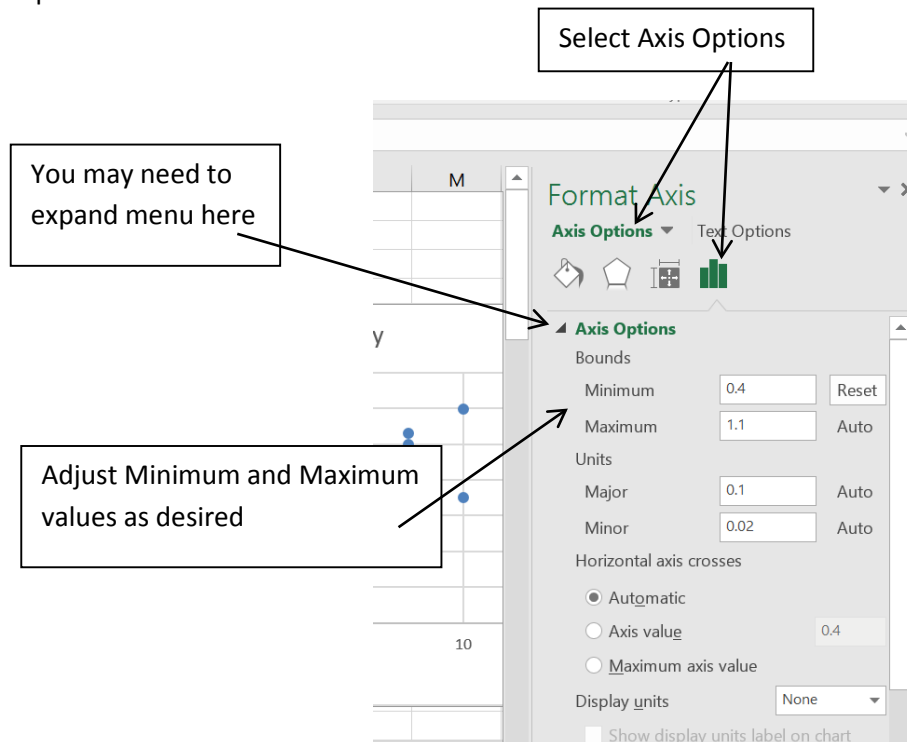 Select Axis Options
You may need to
expand menu here
M
Format Axis
Axis Options
Text Options
y
Axis Options
Bounds
Minimum 0.4 Reset
Maximum 1.1 Auto
Adjust Minimum and Maximum
values as desired
Units
Major 0.1 Auto
Minor 0.02 Auto
Horizontal axis crosses
Automatic
Axis value 0.4
Maximum axis value
10
Display units None
Show display units label on chart